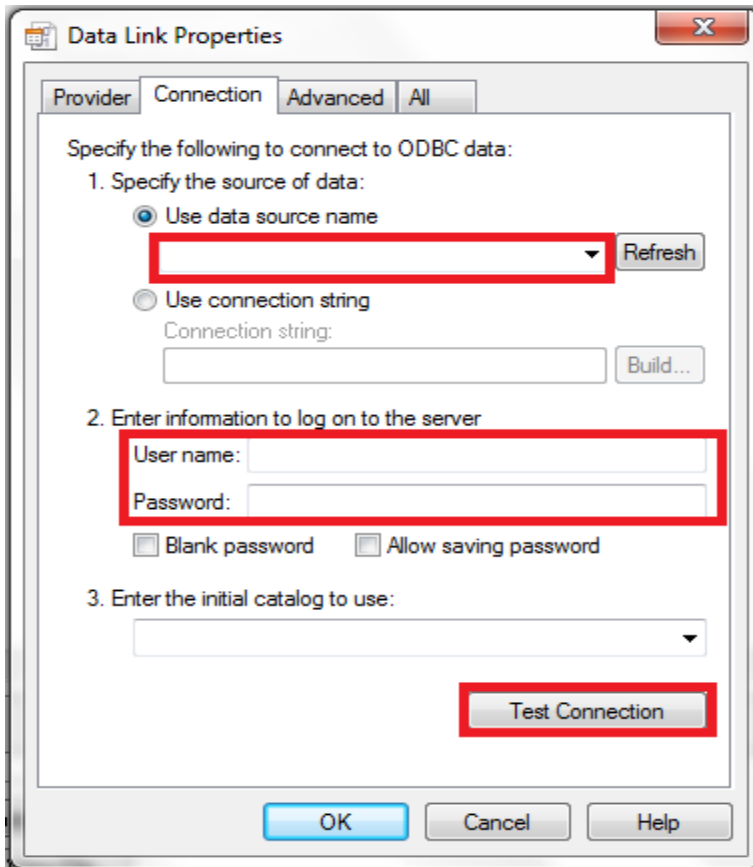 Data Link Properties
Provider Connection Advanced All
Specify the following to connect to ODBC data:
1. Specify the source of data:
Use data source name
Refresh
Use connection string
Connection string:
Build...
2. Enter information to log on to the server
User name:
Password:
Blank password Allow saving password
3. Enter the initial catalog to use:
Test Connection
OK Cancel Help